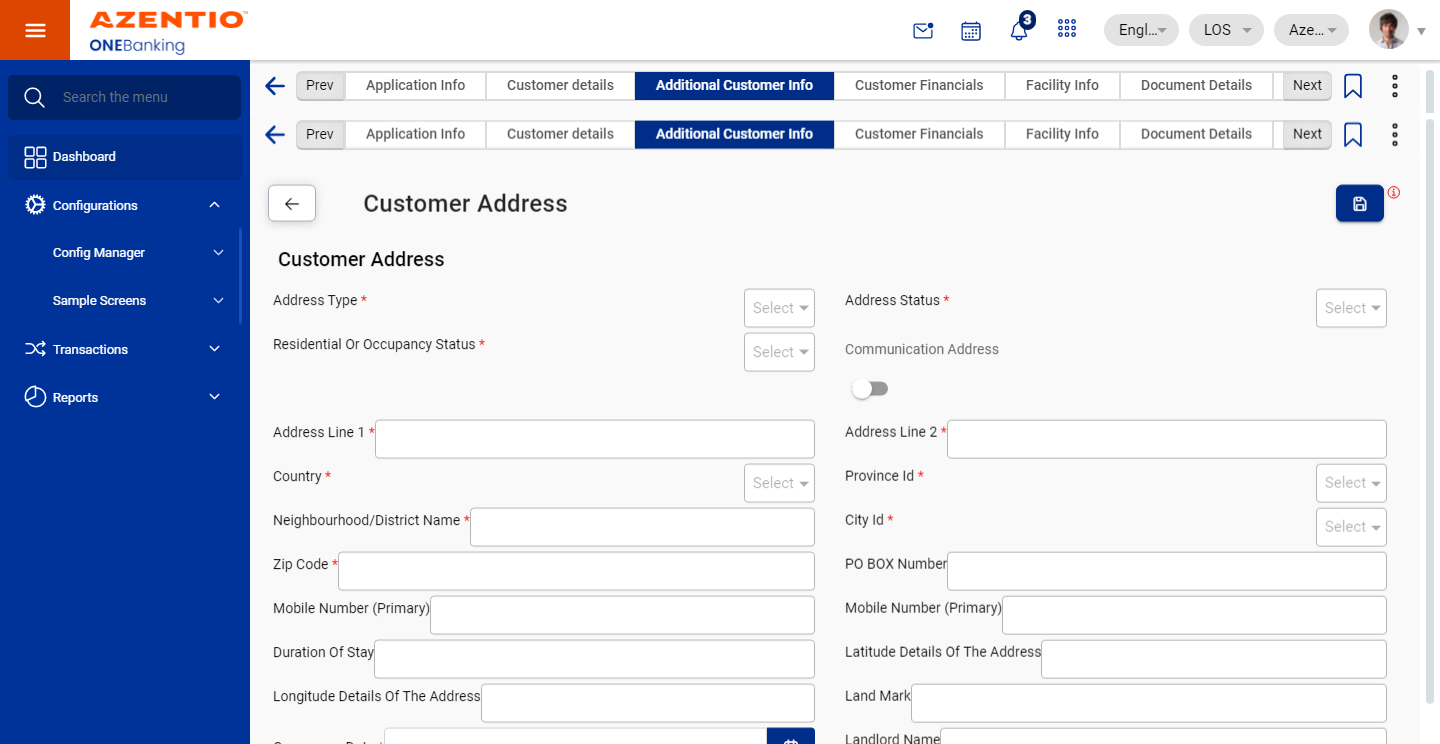 AZENTIO™
ONEBanking
3
Engl...
LOS
Aze...
Search the menu
Dashboard
Configurations
Config Manager
Sample Screens
Transactions
Reports
Prev Application Info Customer details Additional Customer Info Customer Financials Facility Info Document Details Next
Prev Application Info Customer details Additional Customer Info Customer Financials Facility Info Document Details Next
Customer Address
Customer Address
Address Type * Select Address Status * Select
Residential Or Occupancy Status * Select Communication Address
Address Line 1 * Address Line 2 *
Country * Select Province Id * Select
Neighbourhood/District Name * City Id * Select
Zip Code * PO BOX Number
Mobile Number (Primary) Mobile Number (Primary)
Duration Of Stay Latitude Details Of The Address
Longitude Details Of The Address Land Mark
Landlord Name